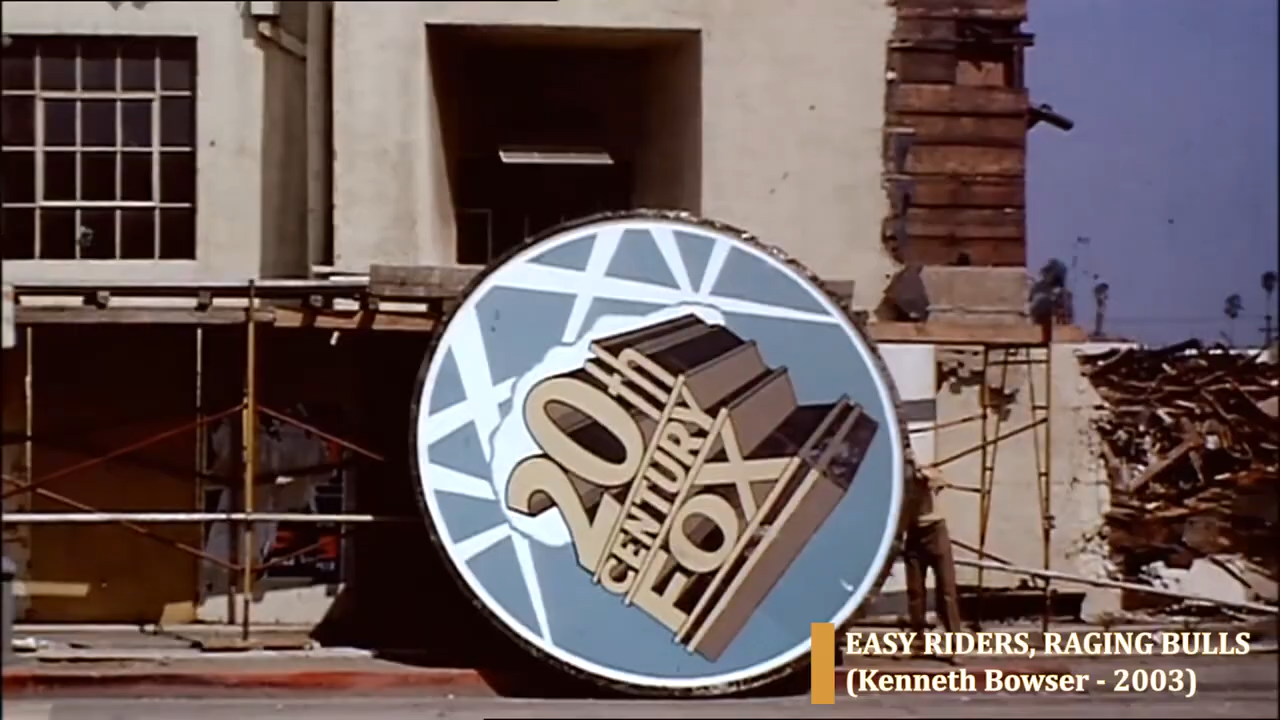 20th
CENTURY
FOX
EASY RIDERS, RAGING BULLS
(Kenneth Bowser - 2003)